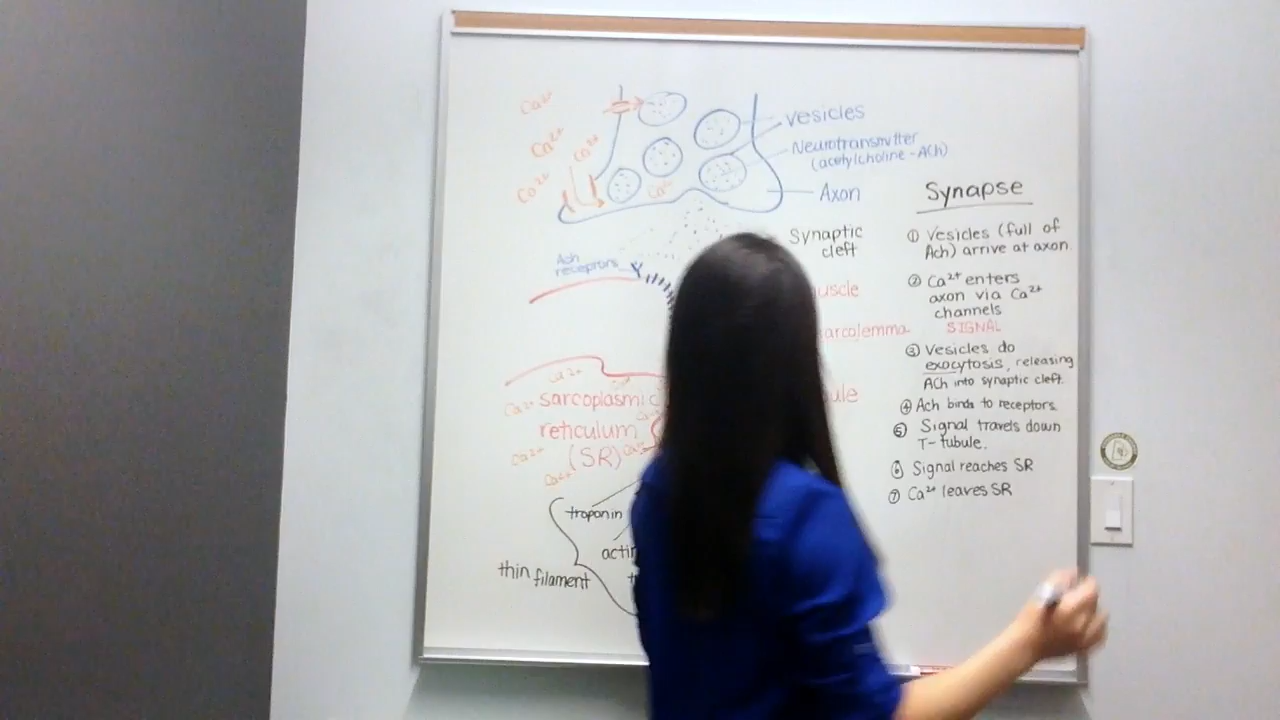 Ca²⁺
Ca²⁺
Ca²⁺
Ca²⁺
Ca²⁺
vesicles
Neurotransmitter
(acetylcholine - ACh)
Axon
Synaptic
cleft
Ach
receptors
uscle
arcolemma
ule
Ca²⁺
Ca²⁺
sarcoplasmic
reticulum
Ca²⁺
(SR)
Ca²⁺
troponin
actin
thin filament
Synapse
① Vesicles (full of
Ach) arrive at axon.
② Ca²⁺ enters
axon via Ca²⁺
channels
SIGNAL
③ Vesicles do
exocytosis, releasing
ACh into synaptic cleft.
④ Ach binds to receptors.
⑤ Signal travels down
T-tubule.
⑥ Signal reaches SR
⑦ Ca²⁺ leaves SR